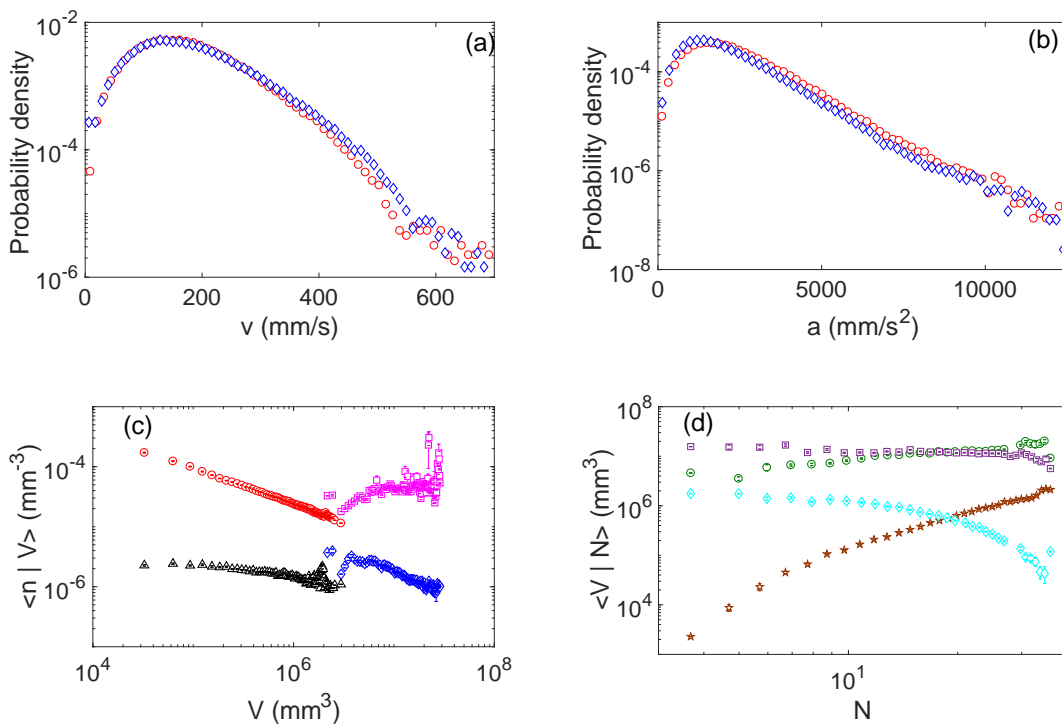 (a)
10^-2
10^-4
10^-6
Probability density
0 200 400 600
v (mm/s)
(b)
10^-4
10^-6
10^-8
Probability density
0 5000 10000
a (mm/s^2)
(c)
10^-4
10^-6
<n | V> (mm^-3)
10^4 10^6 10^8
V (mm^3)
(d)
10^8
10^6
10^4
<V | N> (mm^3)
10^1
N